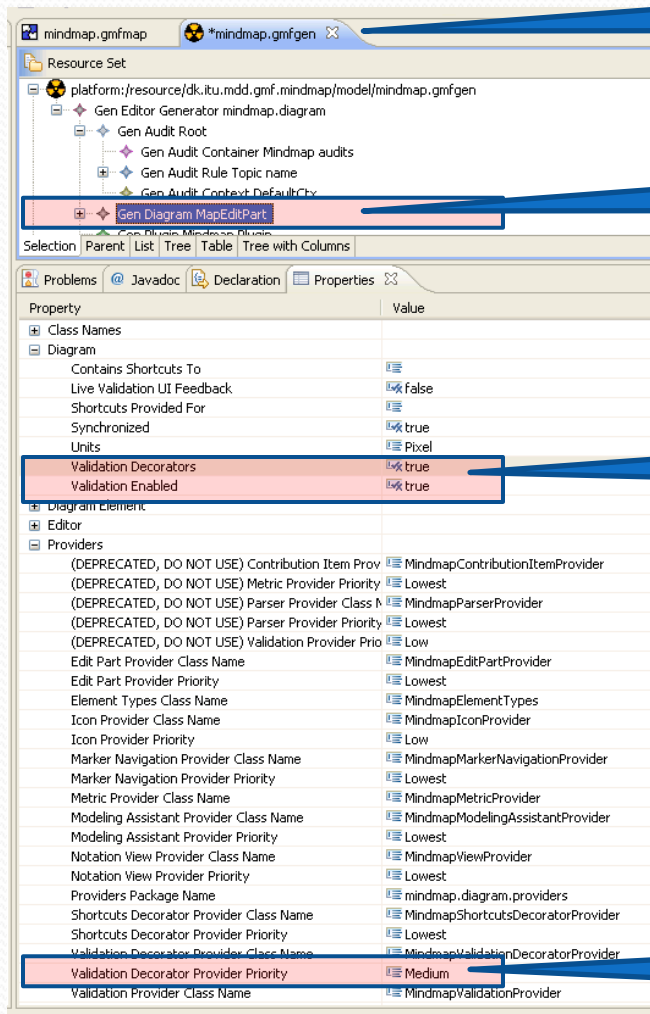 mindmap.gmfmap *mindmap.gmfgen
Resource Set
platform:/resource/dk.itu.mdd.gmf.mindmap/model/mindmap.gmfgen
Gen Editor Generator mindmap.diagram
Gen Audit Root
Gen Audit Container Mindmap audits
Gen Audit Rule Topic name
Gen Audit Context DefaultCtx
Gen Diagram MapEditPart
Gen Plugin Mindmap Plugin
Selection Parent List Tree Table Tree with Columns
Problems @ Javadoc Declaration Properties
Property Value
Class Names
Diagram
Contains Shortcuts To
Live Validation UI Feedback false
Shortcuts Provided For
Synchronized true
Units Pixel
Validation Decorators true
Validation Enabled true
Diagram Element
Editor
Providers
(DEPRECATED, DO NOT USE) Contribution Item Prov MindmapContributionItemProvider
(DEPRECATED, DO NOT USE) Metric Provider Priority Lowest
(DEPRECATED, DO NOT USE) Parser Provider Class N MindmapParserProvider
(DEPRECATED, DO NOT USE) Parser Provider Priority Lowest
(DEPRECATED, DO NOT USE) Validation Provider Prio Low
Edit Part Provider Class Name MindmapEditPartProvider
Edit Part Provider Priority Lowest
Element Types Class Name MindmapElementTypes
Icon Provider Class Name MindmapIconProvider
Icon Provider Priority Low
Marker Navigation Provider Class Name MindmapMarkerNavigationProvider
Marker Navigation Provider Priority Lowest
Metric Provider Class Name MindmapMetricProvider
Modeling Assistant Provider Class Name MindmapModelingAssistantProvider
Modeling Assistant Provider Priority Lowest
Notation View Provider Class Name MindmapViewProvider
Notation View Provider Priority Lowest
Providers Package Name mindmap.diagram.providers
Shortcuts Decorator Provider Class Name MindmapShortcutsDecoratorProvider
Shortcuts Decorator Provider Priority Lowest
Validation Decorator Provider Class Name MindmapValidationDecoratorProvider
Validation Decorator Provider Priority Medium
Validation Provider Class Name MindmapValidationProvider